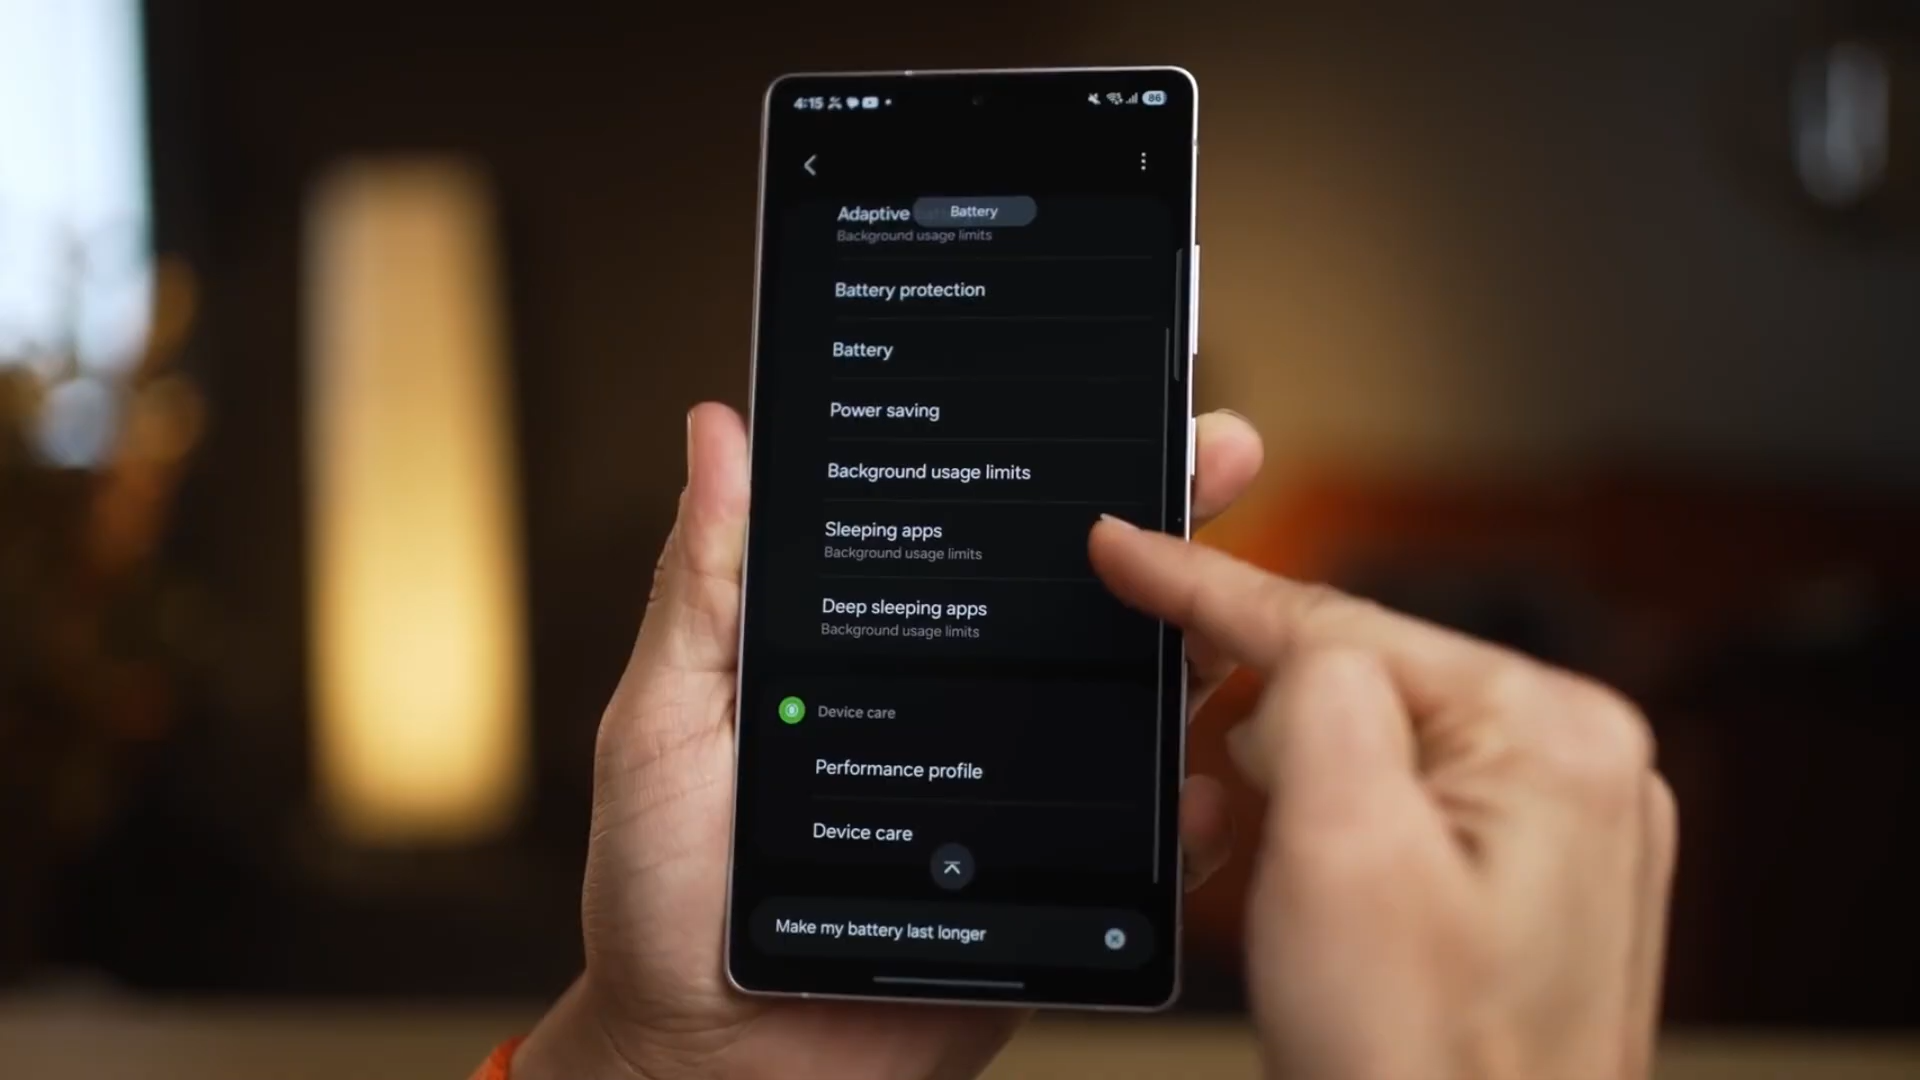 4:15
86
Adaptive
Battery
Background usage limits
Battery protection
Battery
Power saving
Background usage limits
Sleeping apps
Background usage limits
Deep sleeping apps
Background usage limits
Device care
Performance profile
Device care
Make my battery last longer